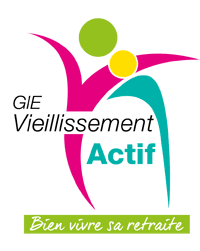 GIE
Vieillissement
Actif
Bien vivre sa retraite